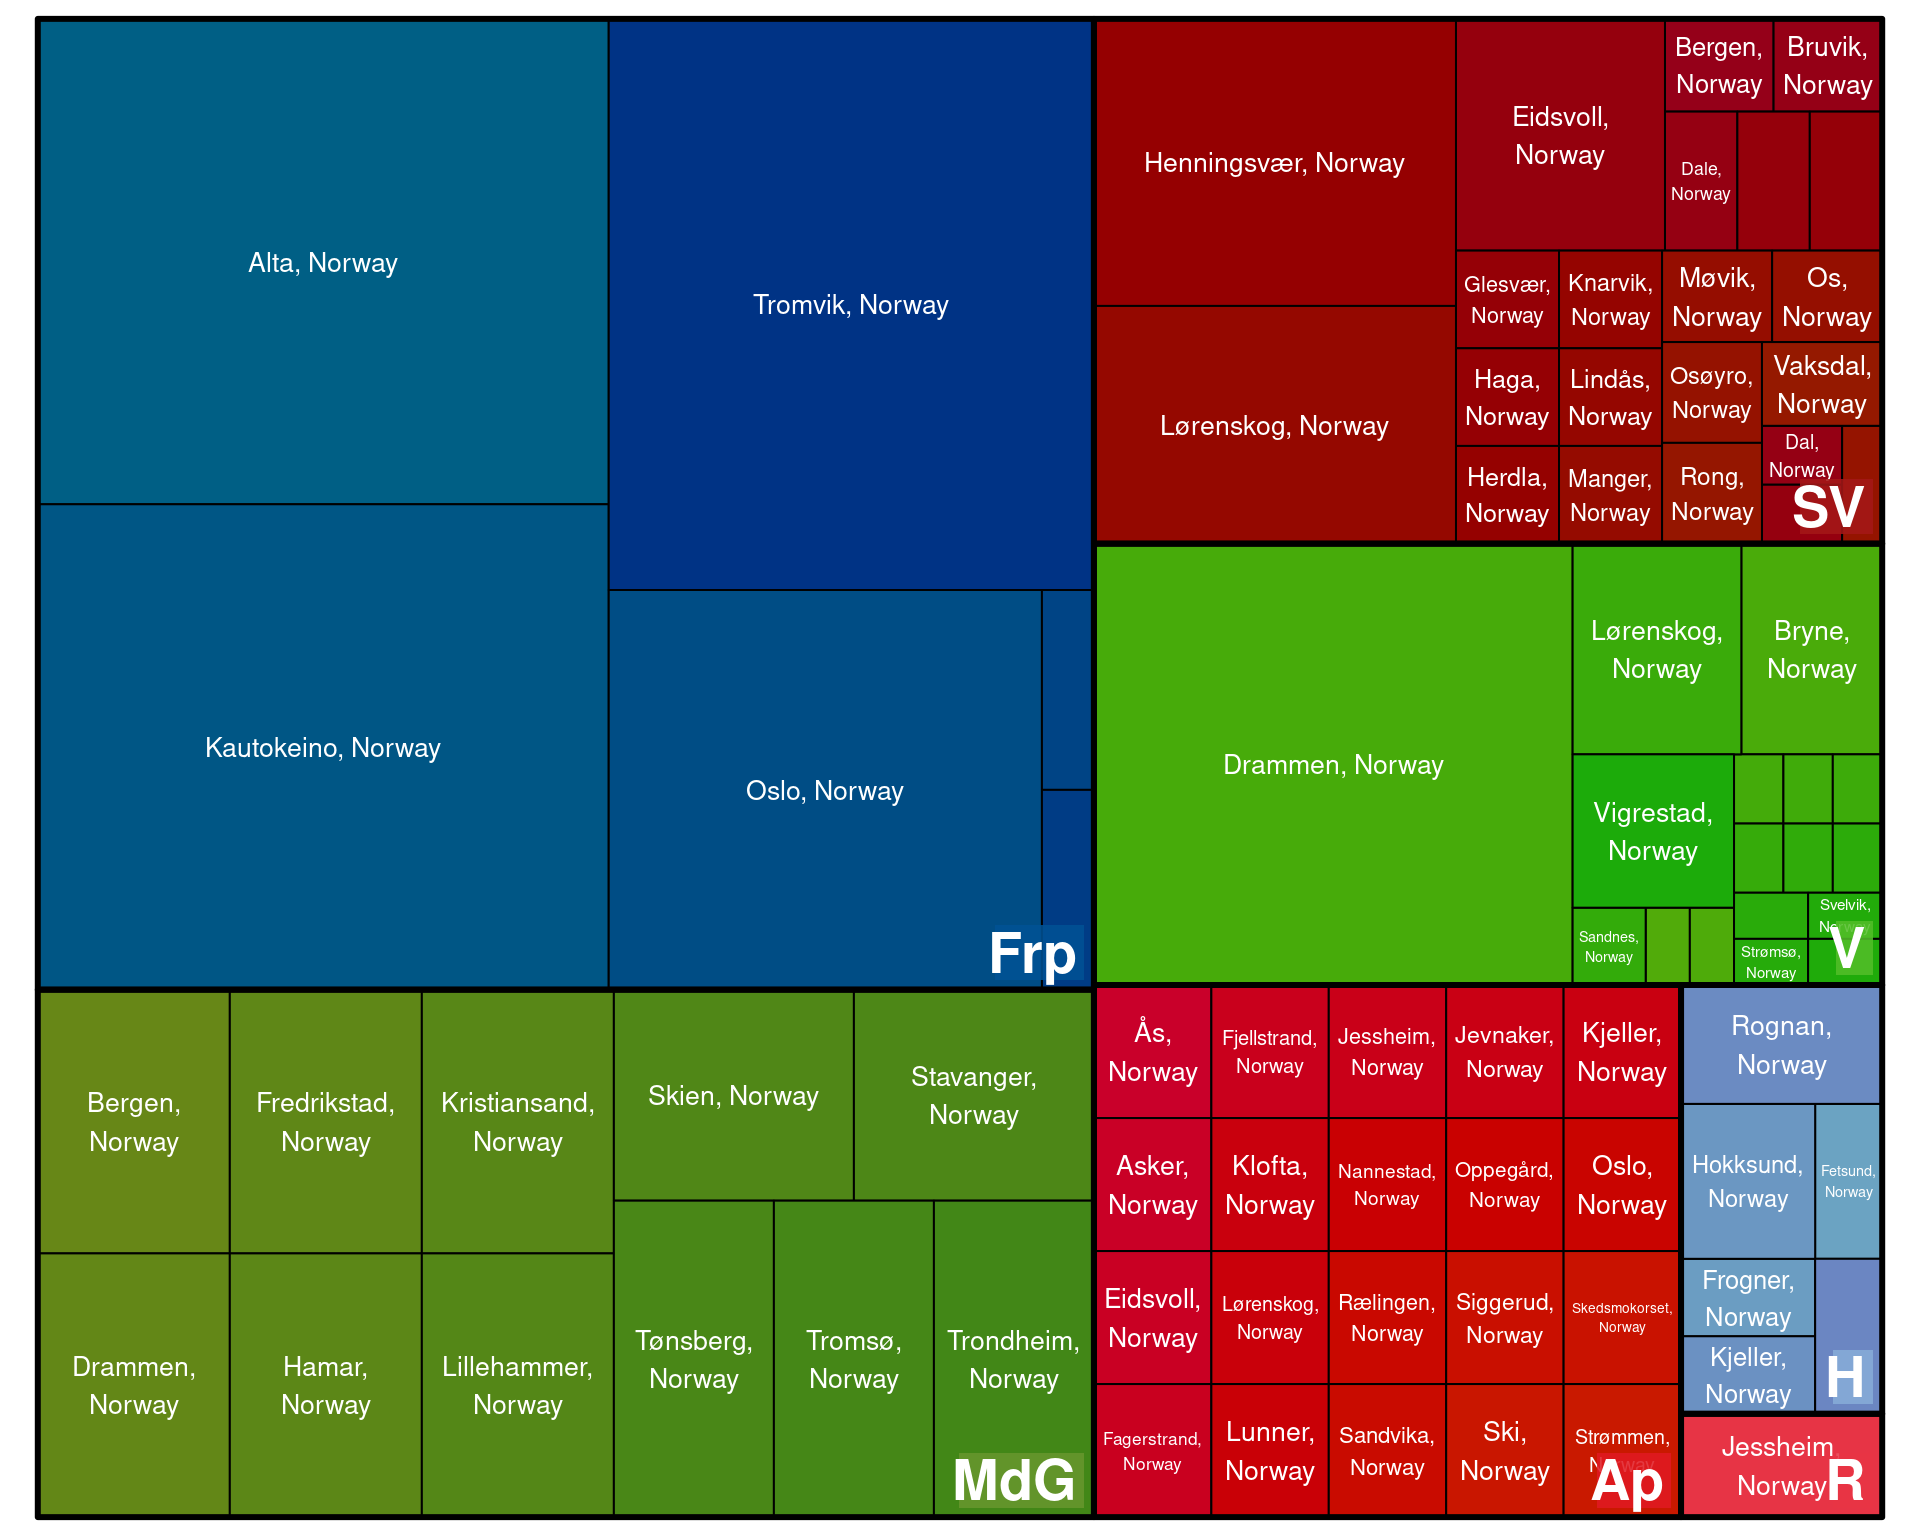 Alta, Norway
Kautokeino, Norway
Tromvik, Norway
Oslo, Norway
Frp
Bergen,
Norway
Fredrikstad,
Norway
Kristiansand,
Norway
Drammen,
Norway
Hamar,
Norway
Lillehammer,
Norway
Skien, Norway
Stavanger,
Norway
Tønsberg,
Norway
Tromsø,
Norway
Trondheim,
Norway
MdG
Henningsvær, Norway
Lørenskog, Norway
Eidsvoll,
Norway
Bergen,
Norway
Bruvik,
Norway
Dale,
Norway
Glesvær,
Norway
Knarvik,
Norway
Møvik,
Norway
Os,
Norway
Haga,
Norway
Lindås,
Norway
Osøyro,
Norway
Vaksdal,
Norway
Herdla,
Norway
Manger,
Norway
Rong,
Norway
Dal,
Norway
SV
Drammen, Norway
Lørenskog,
Norway
Bryne,
Norway
Vigrestad,
Norway
Sandnes,
Norway
Svelvik,
Norway
Strømsø,
Norway
V
Ås,
Norway
Fjellstrand,
Norway
Jessheim,
Norway
Jevnaker,
Norway
Kjeller,
Norway
Asker,
Norway
Klofta,
Norway
Nannestad,
Norway
Oppegård,
Norway
Oslo,
Norway
Eidsvoll,
Norway
Lørenskog,
Norway
Rælingen,
Norway
Siggerud,
Norway
Skedsmokorset,
Norway
Fagerstrand,
Norway
Lunner,
Norway
Sandvika,
Norway
Ski,
Norway
Strømmen,
Norway
Ap
Rognan,
Norway
Hokksund,
Norway
Fetsund,
Norway
Frogner,
Norway
Kjeller,
Norway
H
Jessheim,
Norway
R